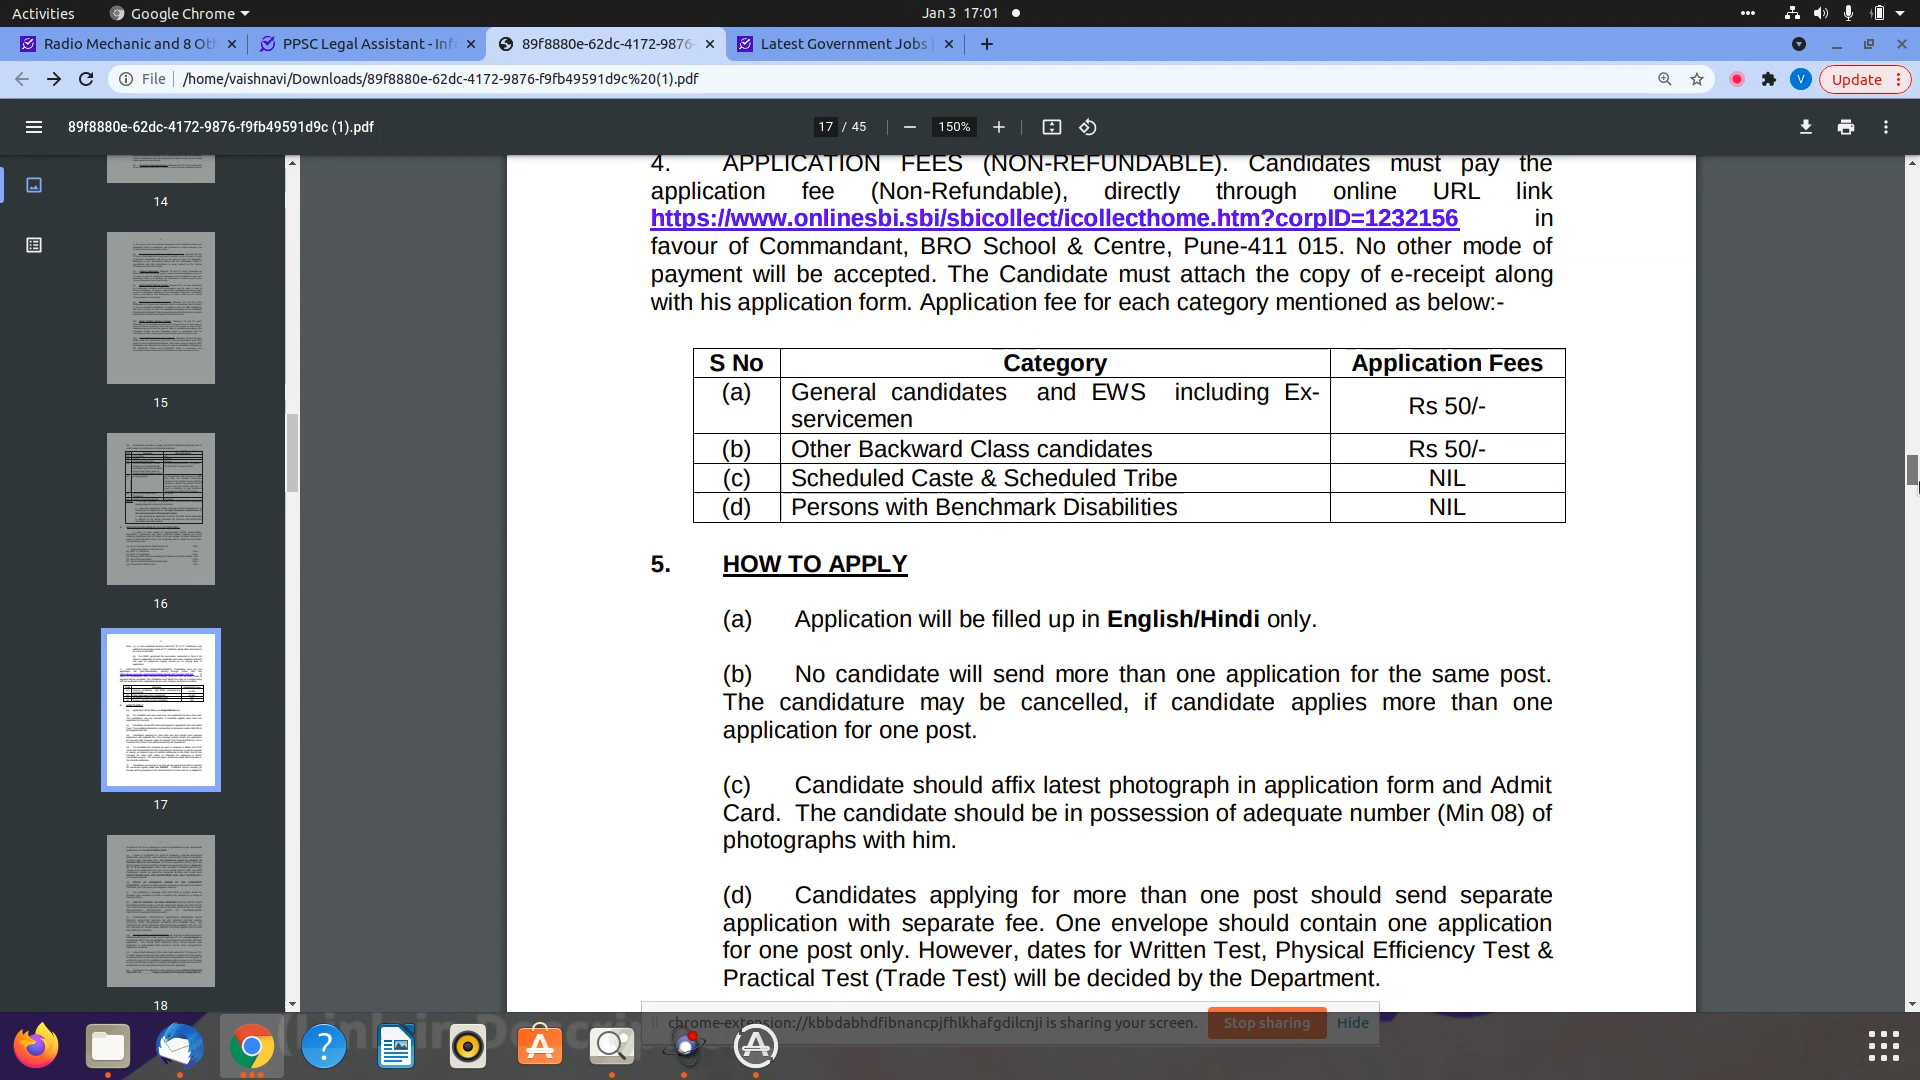 Activities Google Chrome Jan 3 17:01
Radio Mechanic and 8 Ot PPSC Legal Assistant - Inf 89f8880e-62dc-4172-9876- Latest Government Jobs
File /home/vaishnavi/Downloads/89f8880e-62dc-4172-9876-f9fb49591d9c%20(1).pdf V Update
89f8880e-62dc-4172-9876-f9fb49591d9c (1).pdf 17 / 45 150%
14
15
16
17
18
4. APPLICATION FEES (NON-REFUNDABLE). Candidates must pay the
application fee (Non-Refundable), directly through online URL link
https://www.onlinesbi.sbi/sbicollect/icollecthome.htm?corpID=1232156 in
favour of Commandant, BRO School & Centre, Pune-411 015. No other mode of
payment will be accepted. The Candidate must attach the copy of e-receipt along
with his application form. Application fee for each category mentioned as below:-
S No Category Application Fees
(a) General candidates and EWS including Ex-
servicemen Rs 50/-
(b) Other Backward Class candidates Rs 50/-
(c) Scheduled Caste & Scheduled Tribe NIL
(d) Persons with Benchmark Disabilities NIL
5. HOW TO APPLY
(a) Application will be filled up in English/Hindi only.
(b) No candidate will send more than one application for the same post.
The candidature may be cancelled, if candidate applies more than one
application for one post.
(c) Candidate should affix latest photograph in application form and Admit
Card. The candidate should be in possession of adequate number (Min 08) of
photographs with him.
(d) Candidates applying for more than one post should send separate
application with separate fee. One envelope should contain one application
for one post only. However, dates for Written Test, Physical Efficiency Test &
Practical Test (Trade Test) will be decided by the Department.
chrome-extension://kbbdabhdfibnancpjfhlkhafgdilcnji is sharing your screen. Stop sharing Hide